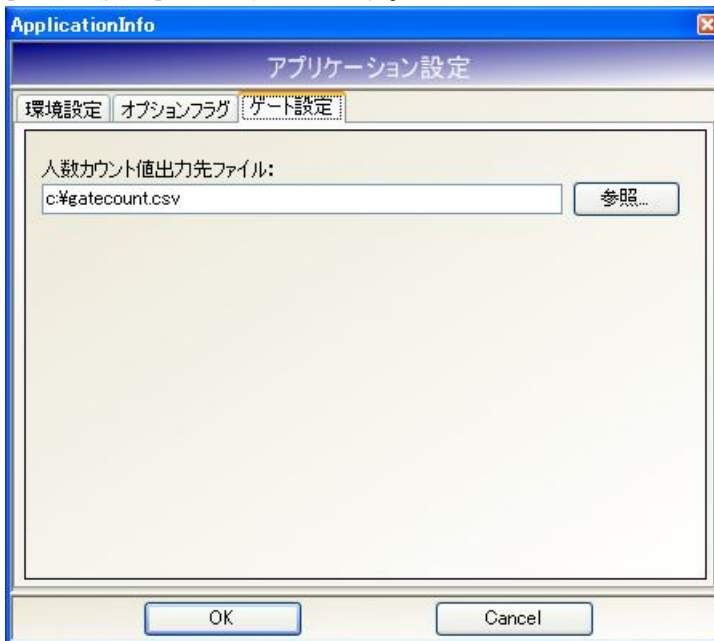 ApplicationInfo
アプリケーション設定
環境設定 オプションフラグ ゲート設定
人数カウント値出力先ファイル:
c:¥gatecount.csv 参照...
OK Cancel